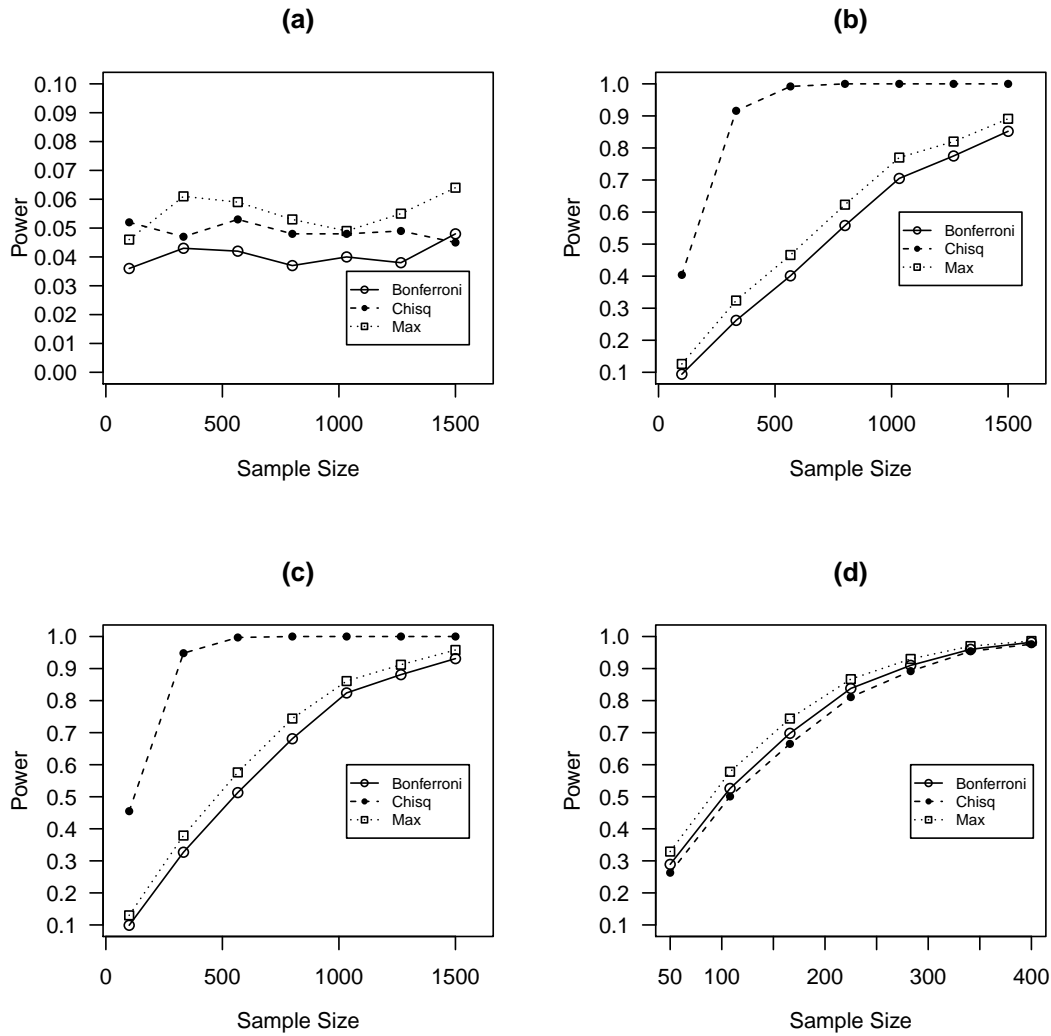 (a)
0.10
0.09
0.08
0.07
0.06
0.05
0.04
0.03
0.02
0.01
0.00
Power
Bonferroni
Chisq
Max
0
500
1000
1500
Sample Size
(b)
1.0
0.9
0.8
0.7
0.6
0.5
0.4
0.3
0.2
0.1
Power
Bonferroni
Chisq
Max
0
500
1000
1500
Sample Size
(c)
1.0
0.9
0.8
0.7
0.6
0.5
0.4
0.3
0.2
0.1
Power
Bonferroni
Chisq
Max
0
500
1000
1500
Sample Size
(d)
1.0
0.9
0.8
0.7
0.6
0.5
0.4
0.3
0.2
0.1
Power
Bonferroni
Chisq
Max
50
100
200
300
400
Sample Size